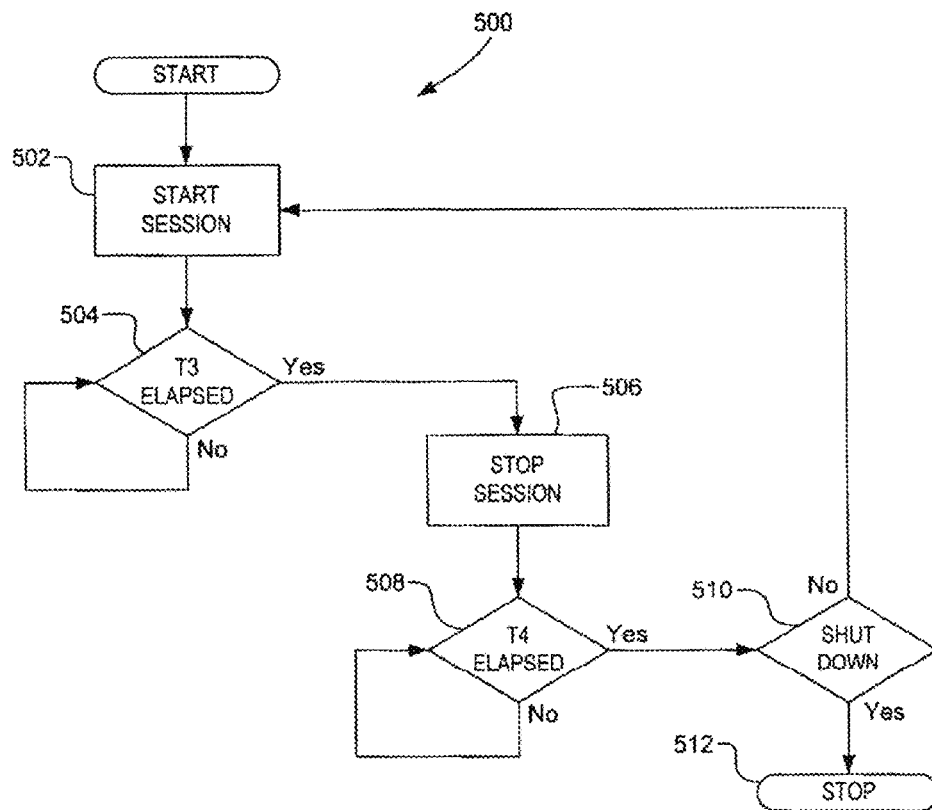 500
START
502
START
SESSION
504
T3
ELAPSED
Yes
No
506
STOP
SESSION
508
T4
ELAPSED
Yes
No
510
No
SHUT
DOWN
Yes
512
STOP